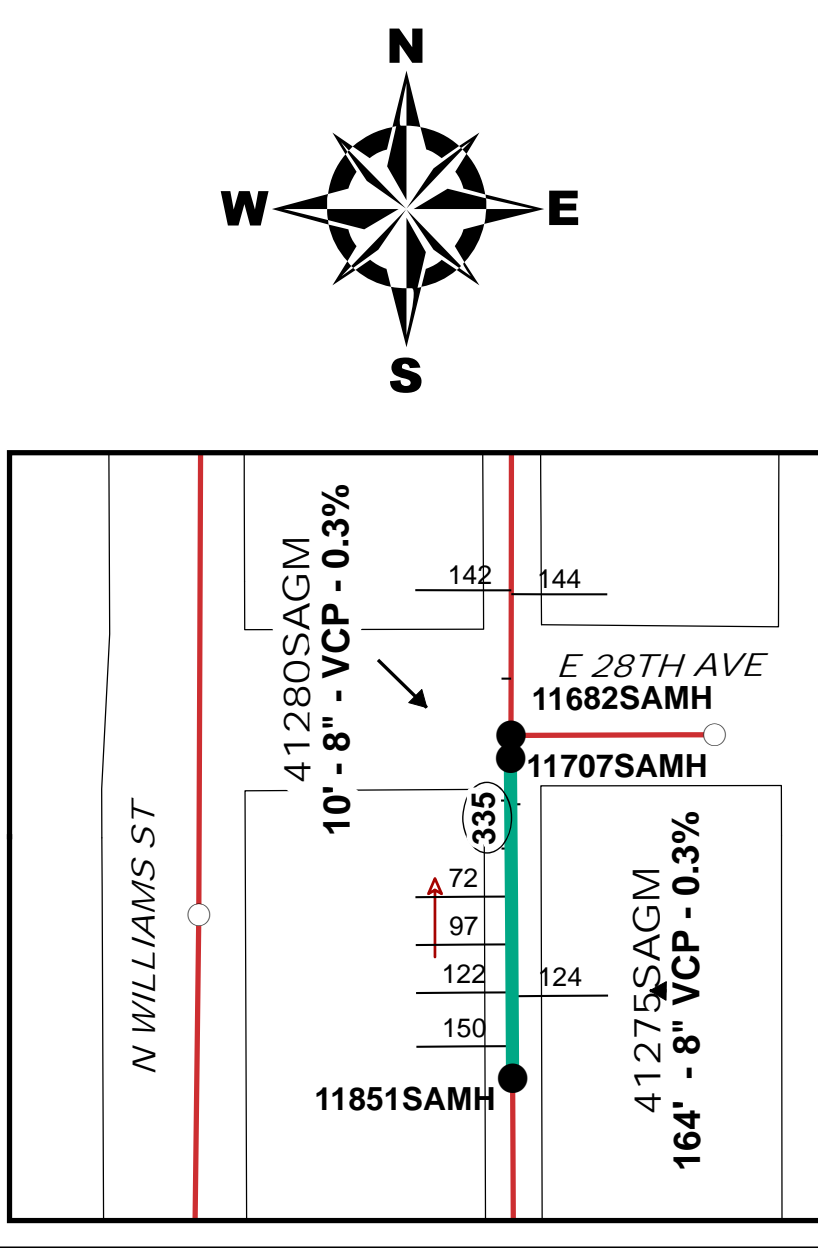 N
W
E
S
41280SAGM
10' - 8" - VCP - 0.3%
142
144
E 28TH AVE
11682SAMH
11707SAMH
335
N WILLIAMS ST
72
97
122
124
150
41275SAGM
164' - 8" VCP - 0.3%
11851SAMH